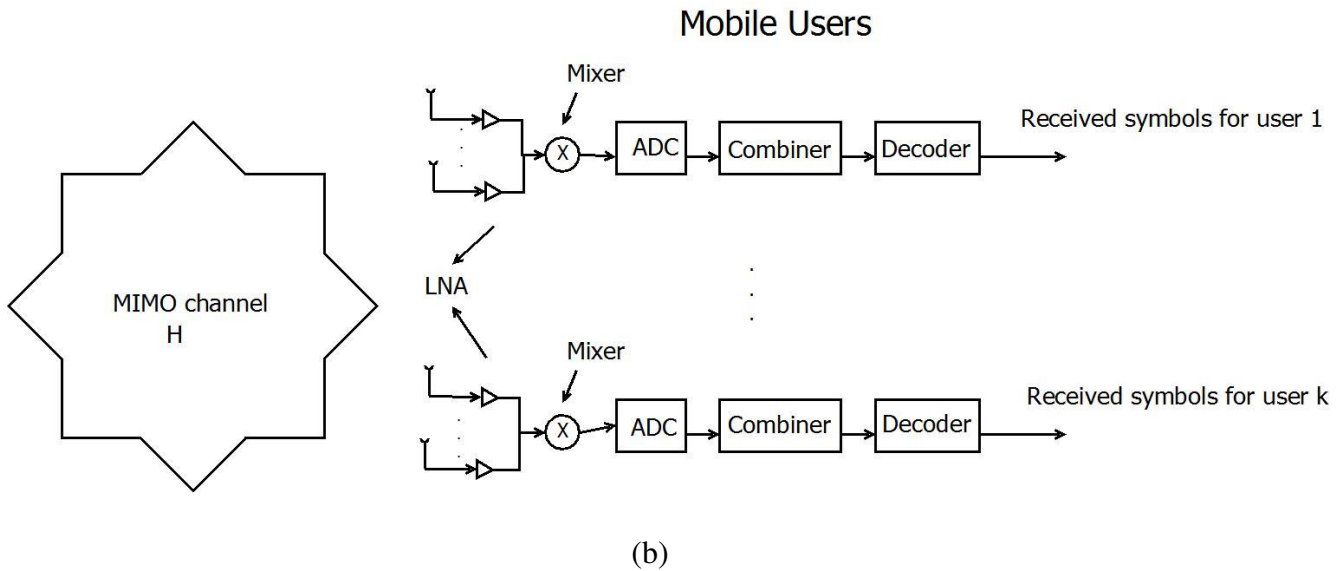 Mobile Users
Mixer
Received symbols for user 1
X
ADC
Combiner
Decoder
LNA
MIMO channel
H
Mixer
Received symbols for user k
X
ADC
Combiner
Decoder
(b)